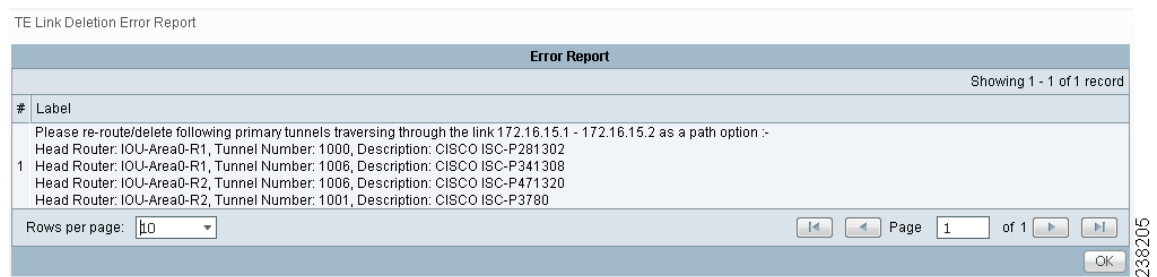 TE Link Deletion Error Report
Error Report
Showing 1 - 1 of 1 record
# Label
Please re-route/delete following primary tunnels traversing through the link 172.16.15.1 - 172.16.15.2 as a path option :-
Head Router: IOU-Area0-R1, Tunnel Number: 1000, Description: CISCO ISC-P281302
1 Head Router: IOU-Area0-R1, Tunnel Number: 1006, Description: CISCO ISC-P341308
Head Router: IOU-Area0-R2, Tunnel Number: 1006, Description: CISCO ISC-P471320
Head Router: IOU-Area0-R2, Tunnel Number: 1001, Description: CISCO ISC-P3780
Rows per page: 10 Page 1 of 1
OK
238205